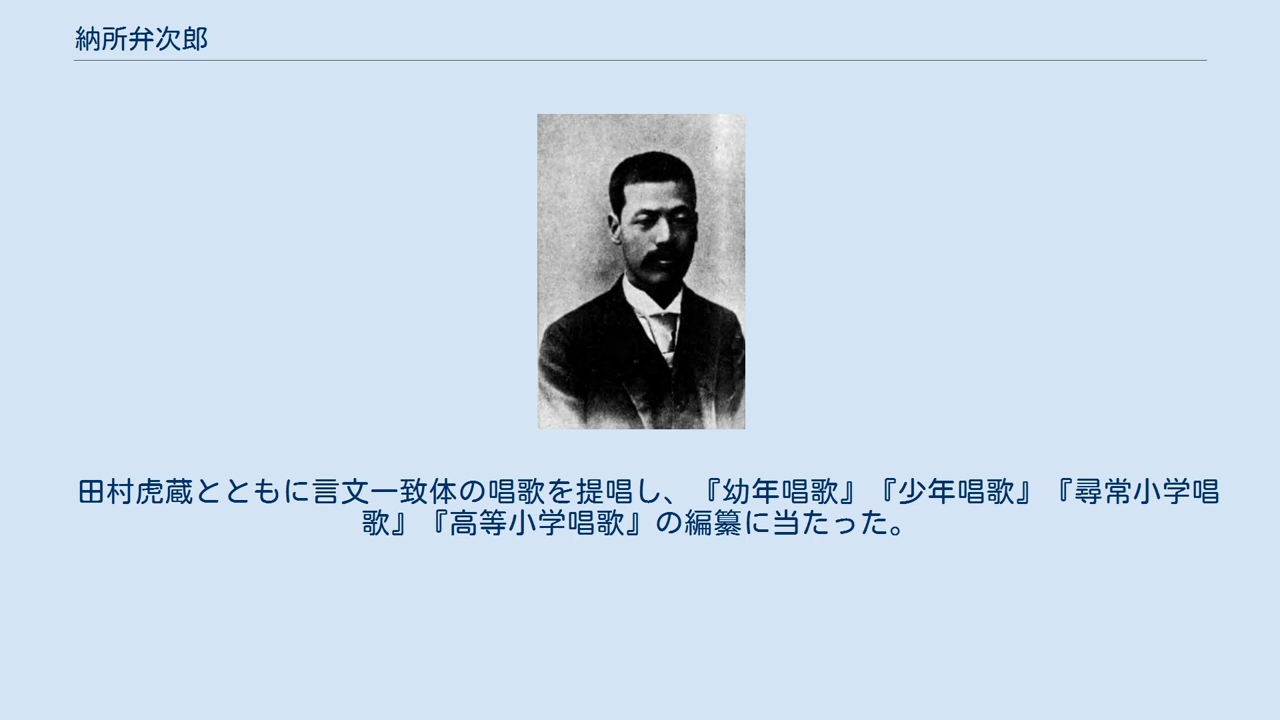 納所弁次郎
田村虎蔵とともに言文一致体の唱歌を提唱し、『幼年唱歌』『少年唱歌』『尋常小学唱
歌』『高等小学唱歌』の編纂に当たった。